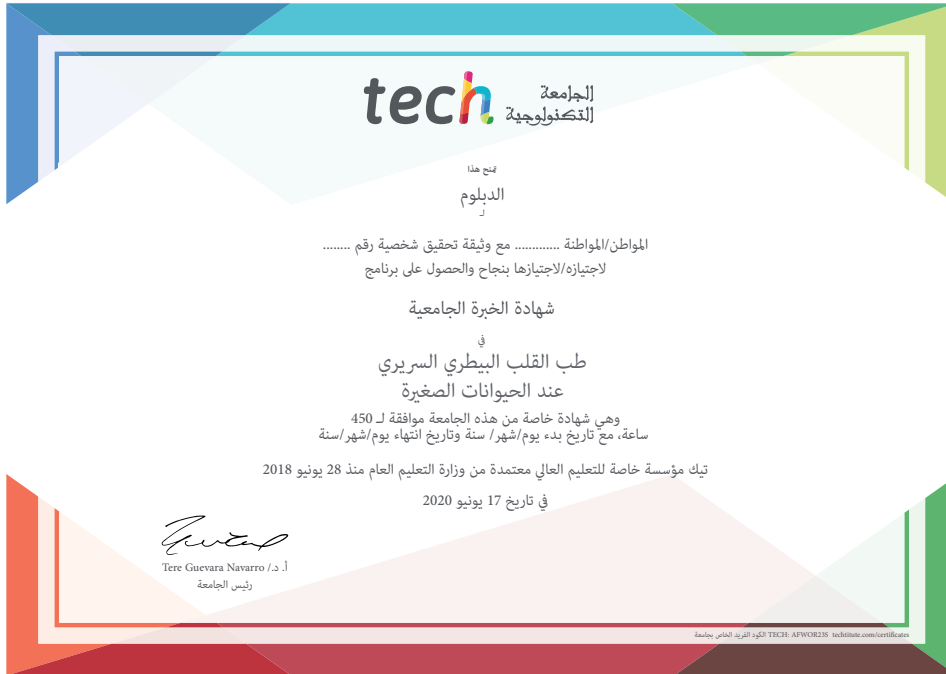 tech الجامعة
التكنولوجية
تمنح هذا
الدبلوم
لـ
المواطن/المواطنة ............. مع وثيقة تحقيق شخصية رقم ........
لاجتيازه/لاجتيازها بنجاح والحصول على برنامج
شهادة الخبرة الجامعية
في
طب القلب البيطري السريري
عند الحيوانات الصغيرة
وهي شهادة خاصة من هذه الجامعة موافقة لـ 450
ساعة، مع تاريخ بدء يوم/شهر/ سنة وتاريخ انتهاء يوم/شهر/سنة
تيك مؤسسة خاصة للتعليم العالي معتمدة من وزارة التعليم العام منذ 28 يونيو 2018
في تاريخ 17 يونيو 2020
أ. د./ Tere Guevara Navarro
رئيس الجامعة
الكود الفريد الخاص بجامعة TECH: AFWOR23S techtitute.com/certificates